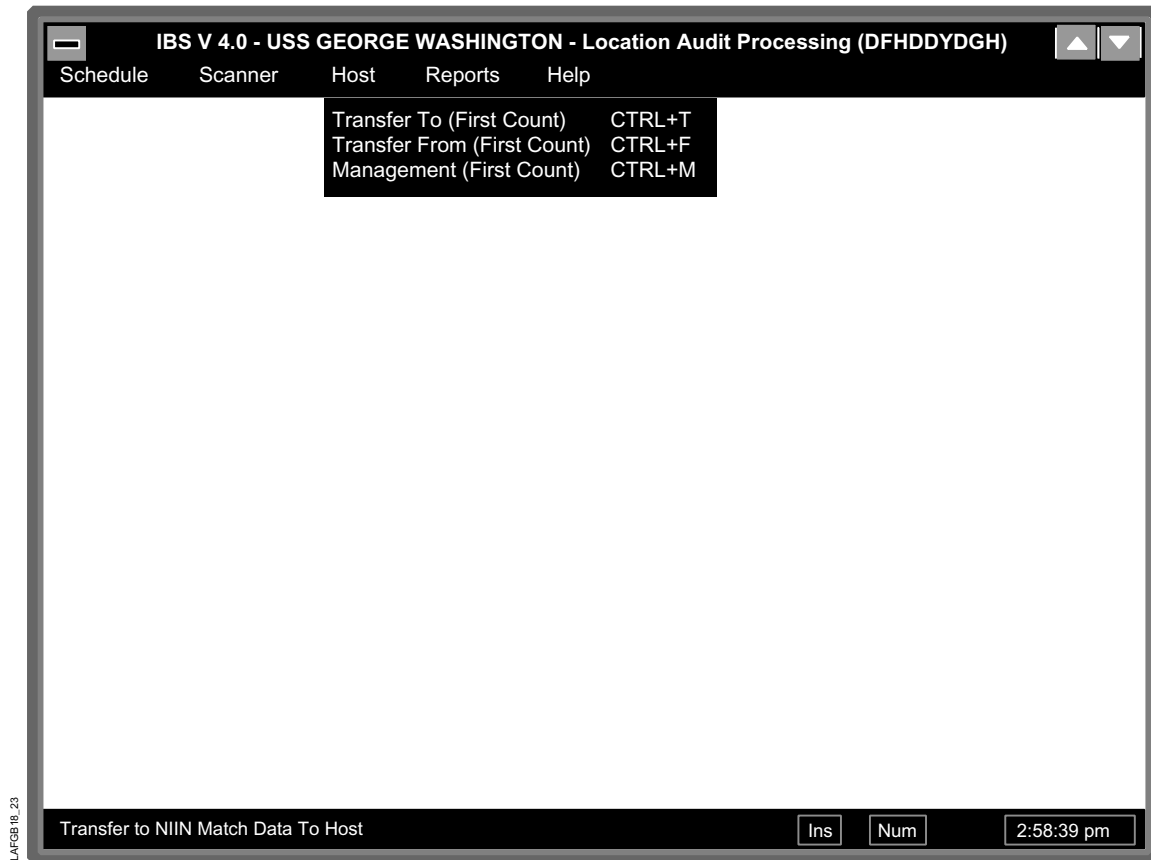 IBS V 4.0 - USS GEORGE WASHINGTON - Location Audit Processing (DFHDDYDGH)
Schedule Scanner Host Reports Help
Transfer To (First Count) CTRL+T
Transfer From (First Count) CTRL+F
Management (First Count) CTRL+M
Transfer to NIIN Match Data To Host Ins Num 2:58:39 pm
LAFGB18_23